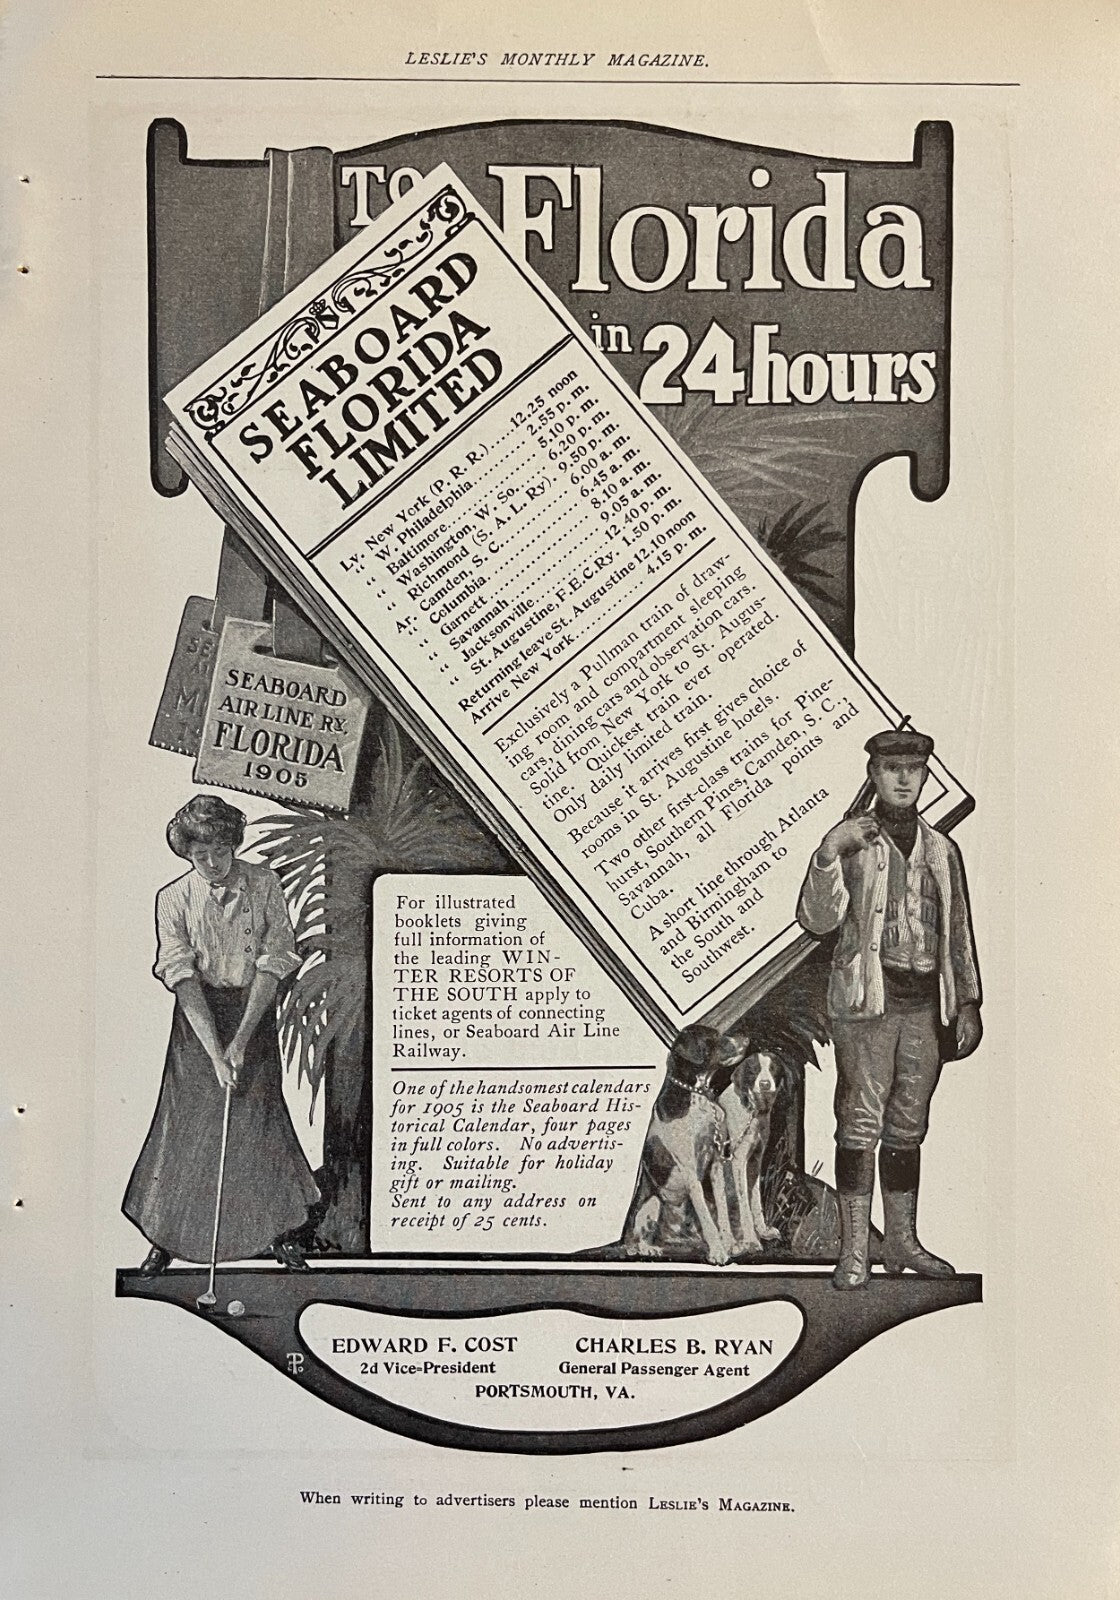 LESLIE'S MONTHLY MAGAZINE.
TO Florida
in 24 hours
SEABOARD
FLORIDA
LIMITED
Lv. New York (P. R. R.)......12.25 noon
" W. Philadelphia.......... 2.55 p. m.
" Baltimore................ 5.10 p. m.
" Washington, W. So...... 6.20 p. m.
" Richmond (S. A. L. Ry). 9.50 p. m.
Ar. Camden, S. C.......... 6.00 a. m.
" Columbia................ 6.45 a. m.
" Garnett................ 8.10 a. m.
" Savannah................ 9.05 a. m.
" Jacksonville............ 12.40 p. m.
" St. Augustine, F.E.C.Ry. 1.50 p. m.
Returning leave St. Augustine 12.10 noon
Arrive New York............ 4.15 p. m.
Exclusively a Pullman train of draw-
ing room and compartment sleeping
cars, dining cars and observation cars.
Solid from New York to St. Augus-
tine. Quickest train ever operated.
Only daily limited train.
Because it arrives first gives choice of
rooms in St. Augustine hotels.
Two other first-class trains for Pine-
hurst, Southern Pines, Camden, S. C.,
Savannah, all Florida points and
Cuba.
A short line through Atlanta
and Birmingham to
the South and
Southwest.
SEABOARD
AIR LINE RY.
FLORIDA
1905
For illustrated
booklets giving
full information of
the leading WIN-
TER RESORTS OF
THE SOUTH apply to
ticket agents of connecting
lines, or Seaboard Air Line
Railway.
One of the handsomest calendars
for 1905 is the Seaboard His-
torical Calendar, four pages
in full colors. No advertis-
ing. Suitable for holiday
gift or mailing.
Sent to any address on
receipt of 25 cents.
EDWARD F. COST
2d Vice-President
CHARLES B. RYAN
General Passenger Agent
PORTSMOUTH, VA.
When writing to advertisers please mention LESLIE'S MAGAZINE.